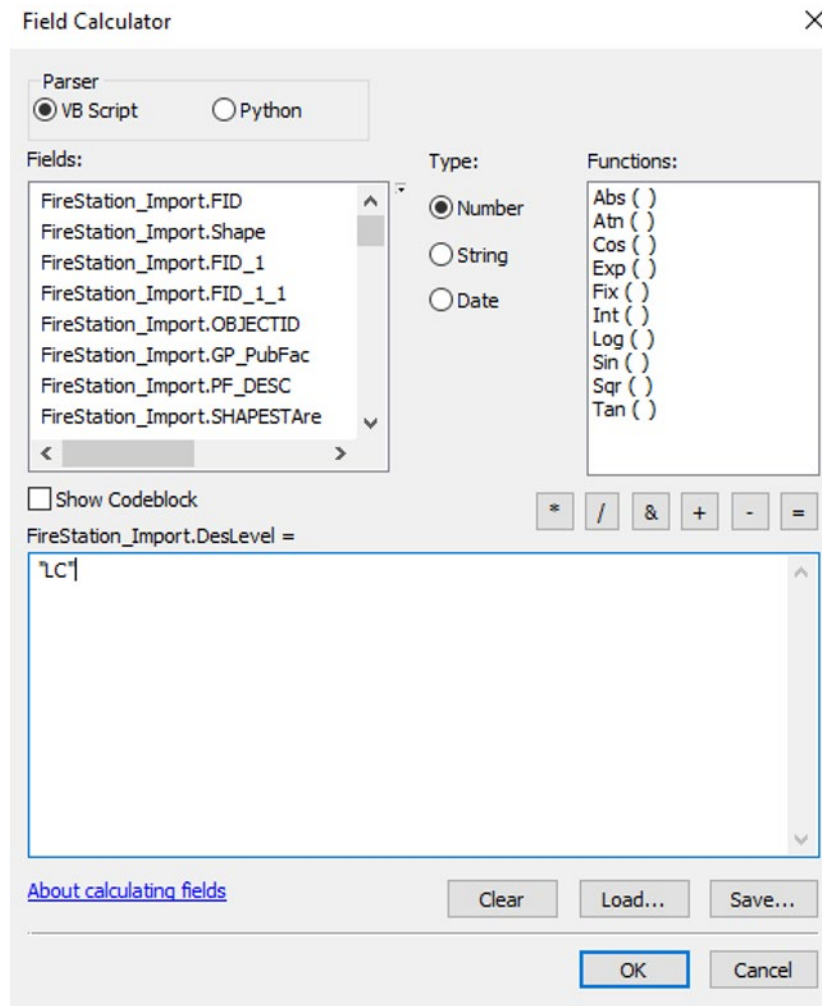 Field Calculator
Parser
VB Script Python
Fields:
FireStation_Import.FID
FireStation_Import.Shape
FireStation_Import.FID_1
FireStation_Import.FID_1_1
FireStation_Import.OBJECTID
FireStation_Import.GP_PubFac
FireStation_Import.PF_DESC
FireStation_Import.SHAPESTAre
Type:
Number
String
Date
Functions:
Abs ( )
Atn ( )
Cos ( )
Exp ( )
Fix ( )
Int ( )
Log ( )
Sin ( )
Sqr ( )
Tan ( )
Show Codeblock
* / & + - =
FireStation_Import.DesLevel =
"LC"
About calculating fields
Clear Load... Save...
OK Cancel